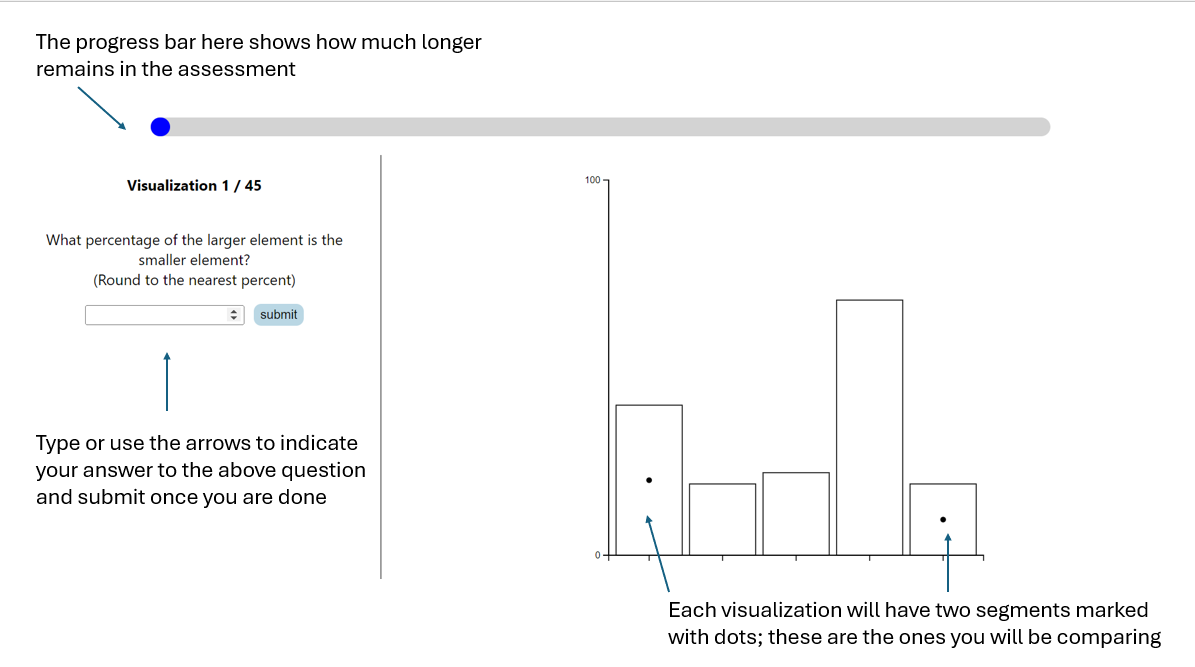 The progress bar here shows how much longer
remains in the assessment
Visualization 1 / 45
What percentage of the larger element is the
smaller element?
(Round to the nearest percent)
submit
Type or use the arrows to indicate
your answer to the above question
and submit once you are done
100
0
Each visualization will have two segments marked
with dots; these are the ones you will be comparing